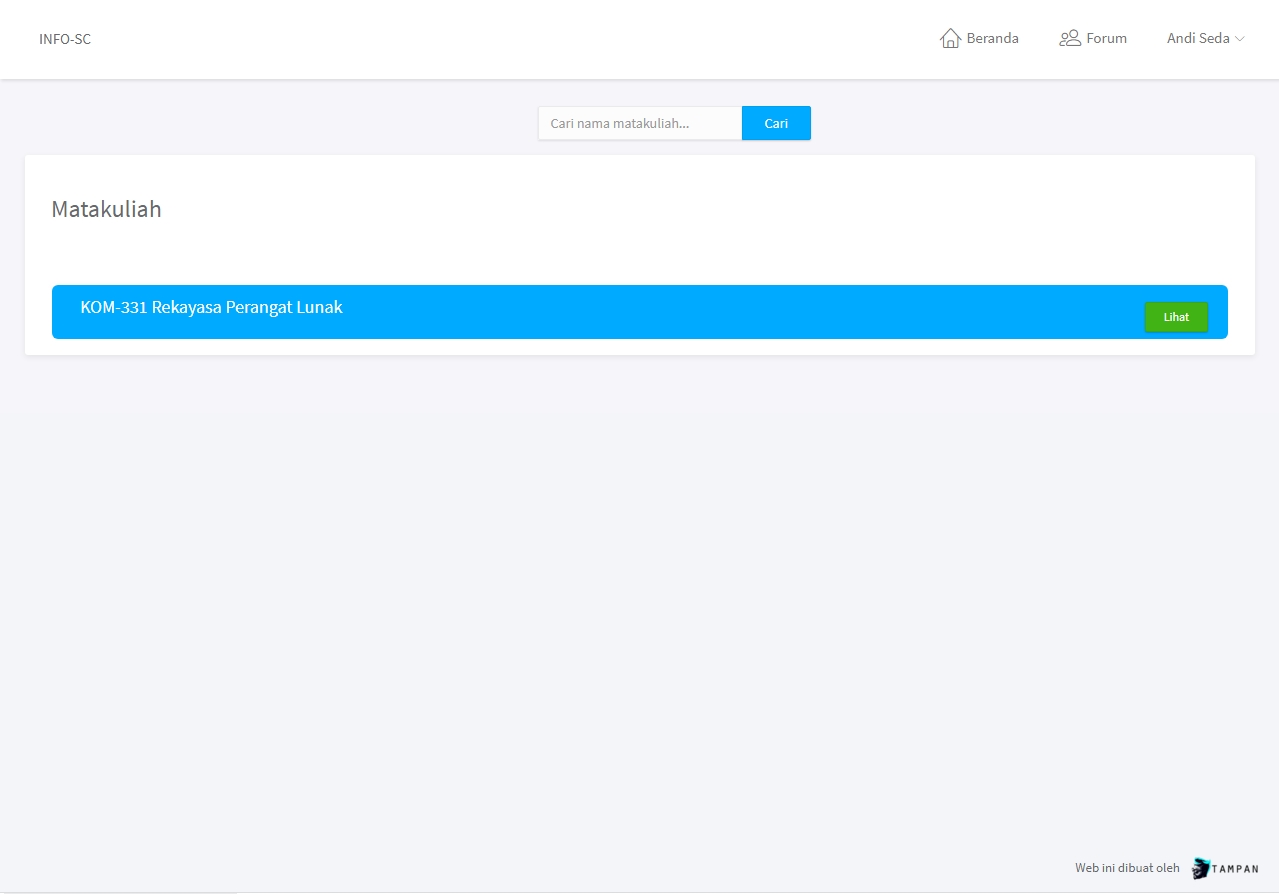 INFO-SC
Beranda
Forum
Andi Seda
Cari nama matakuliah...
Cari
Matakuliah
KOM-331 Rekayasa Perangat Lunak
Lihat
Web ini dibuat oleh
TAMPAN